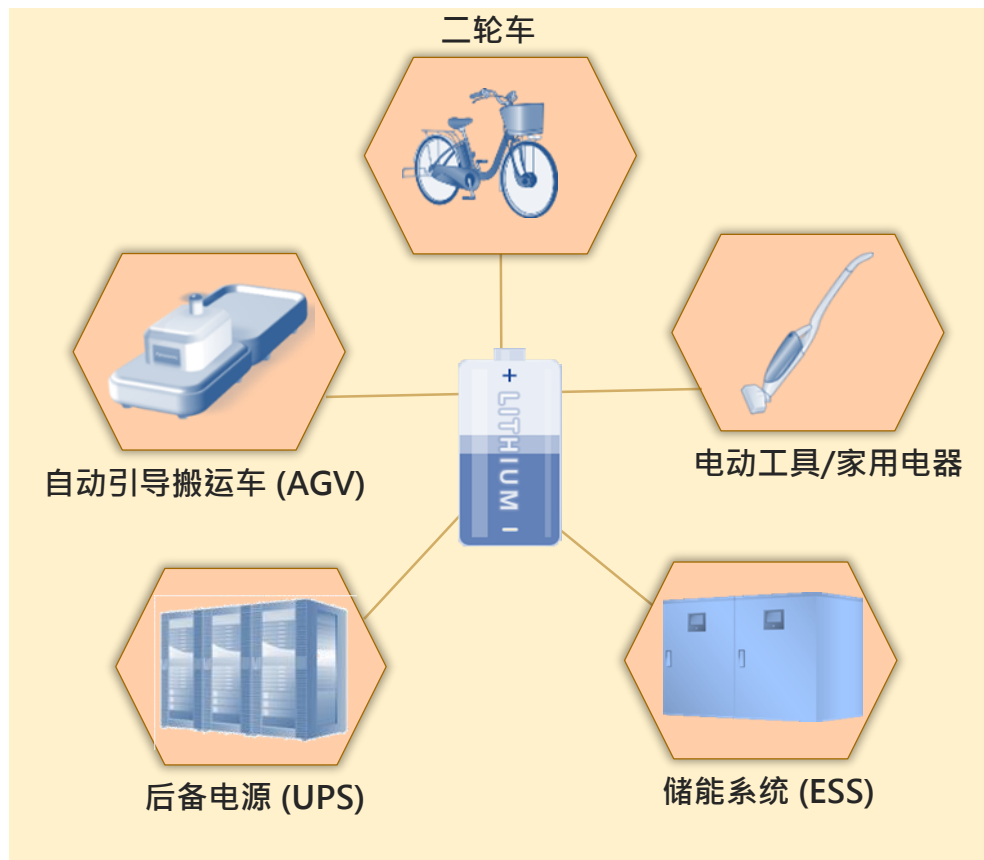 二轮车
自动引导搬运车 (AGV)
电动工具/家用电器
+
LITHIUM I
后备电源 (UPS)
储能系统 (ESS)